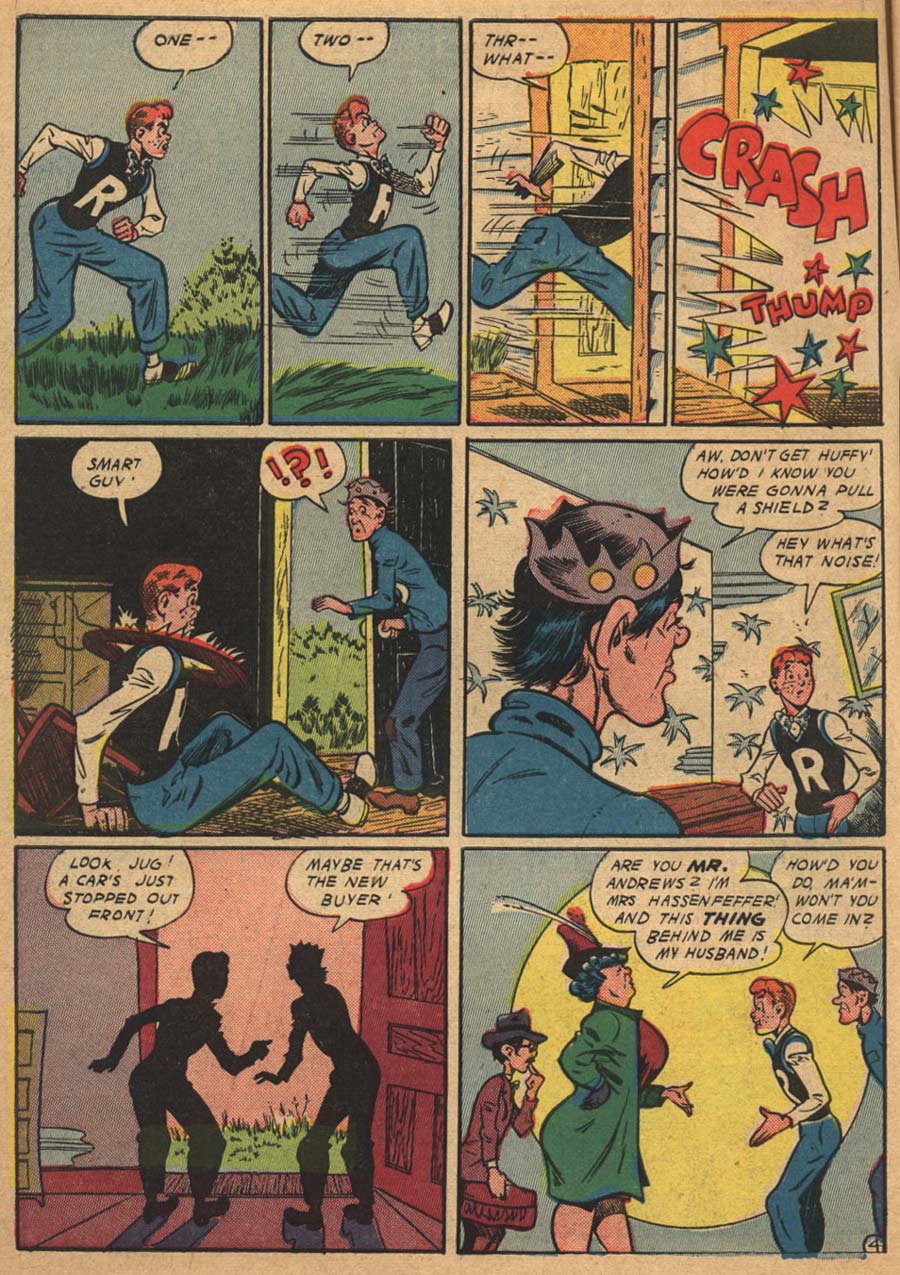 ONE--
TWO--
THR--
WHAT--
CRASH
THUMP
R
R
SMART
GUY!
!?!
AW, DON'T GET HUFFY!
HOW'D I KNOW YOU
WERE GONNA PULL
A SHIELD?
HEY WHAT'S
THAT NOISE!
R
LOOK, JUG!
A CAR'S JUST
STOPPED OUT
FRONT!
MAYBE THAT'S
THE NEW
BUYER!
ARE YOU MR.
ANDREWS? I'M
MRS HASSENFEFFER!
AND THIS THING
BEHIND ME IS
MY HUSBAND!
HOW'D YOU
DO, MA'M-
WON'T YOU
COME IN?
4